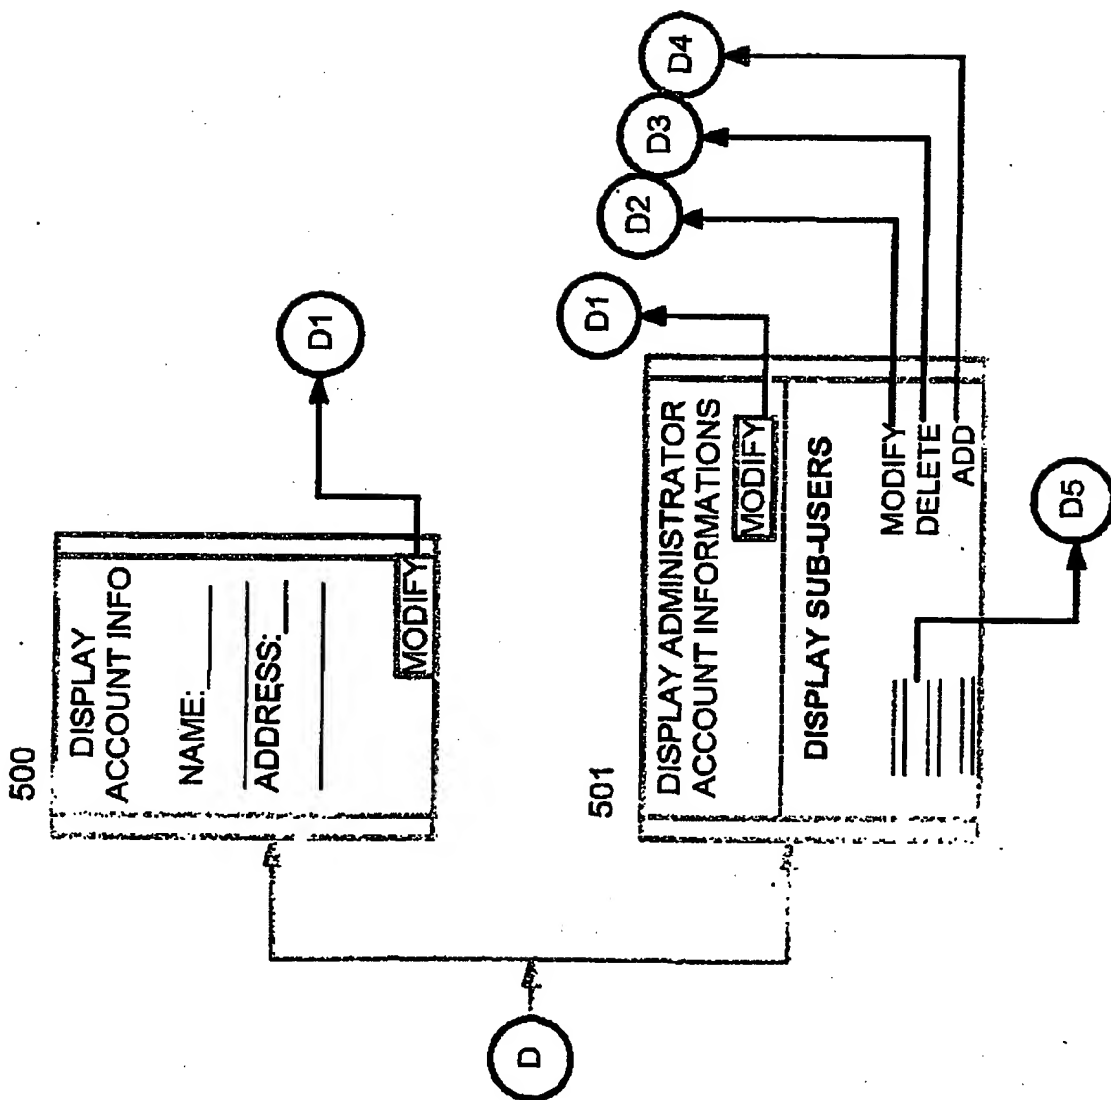 D
500
DISPLAY
ACCOUNT INFO
NAME:
ADDRESS:
MODIFY
D1
501
DISPLAY ADMINISTRATOR
ACCOUNT INFORMATIONS
MODIFY
DISPLAY SUB-USERS
MODIFY
DELETE
ADD
D1
D2
D3
D4
D5